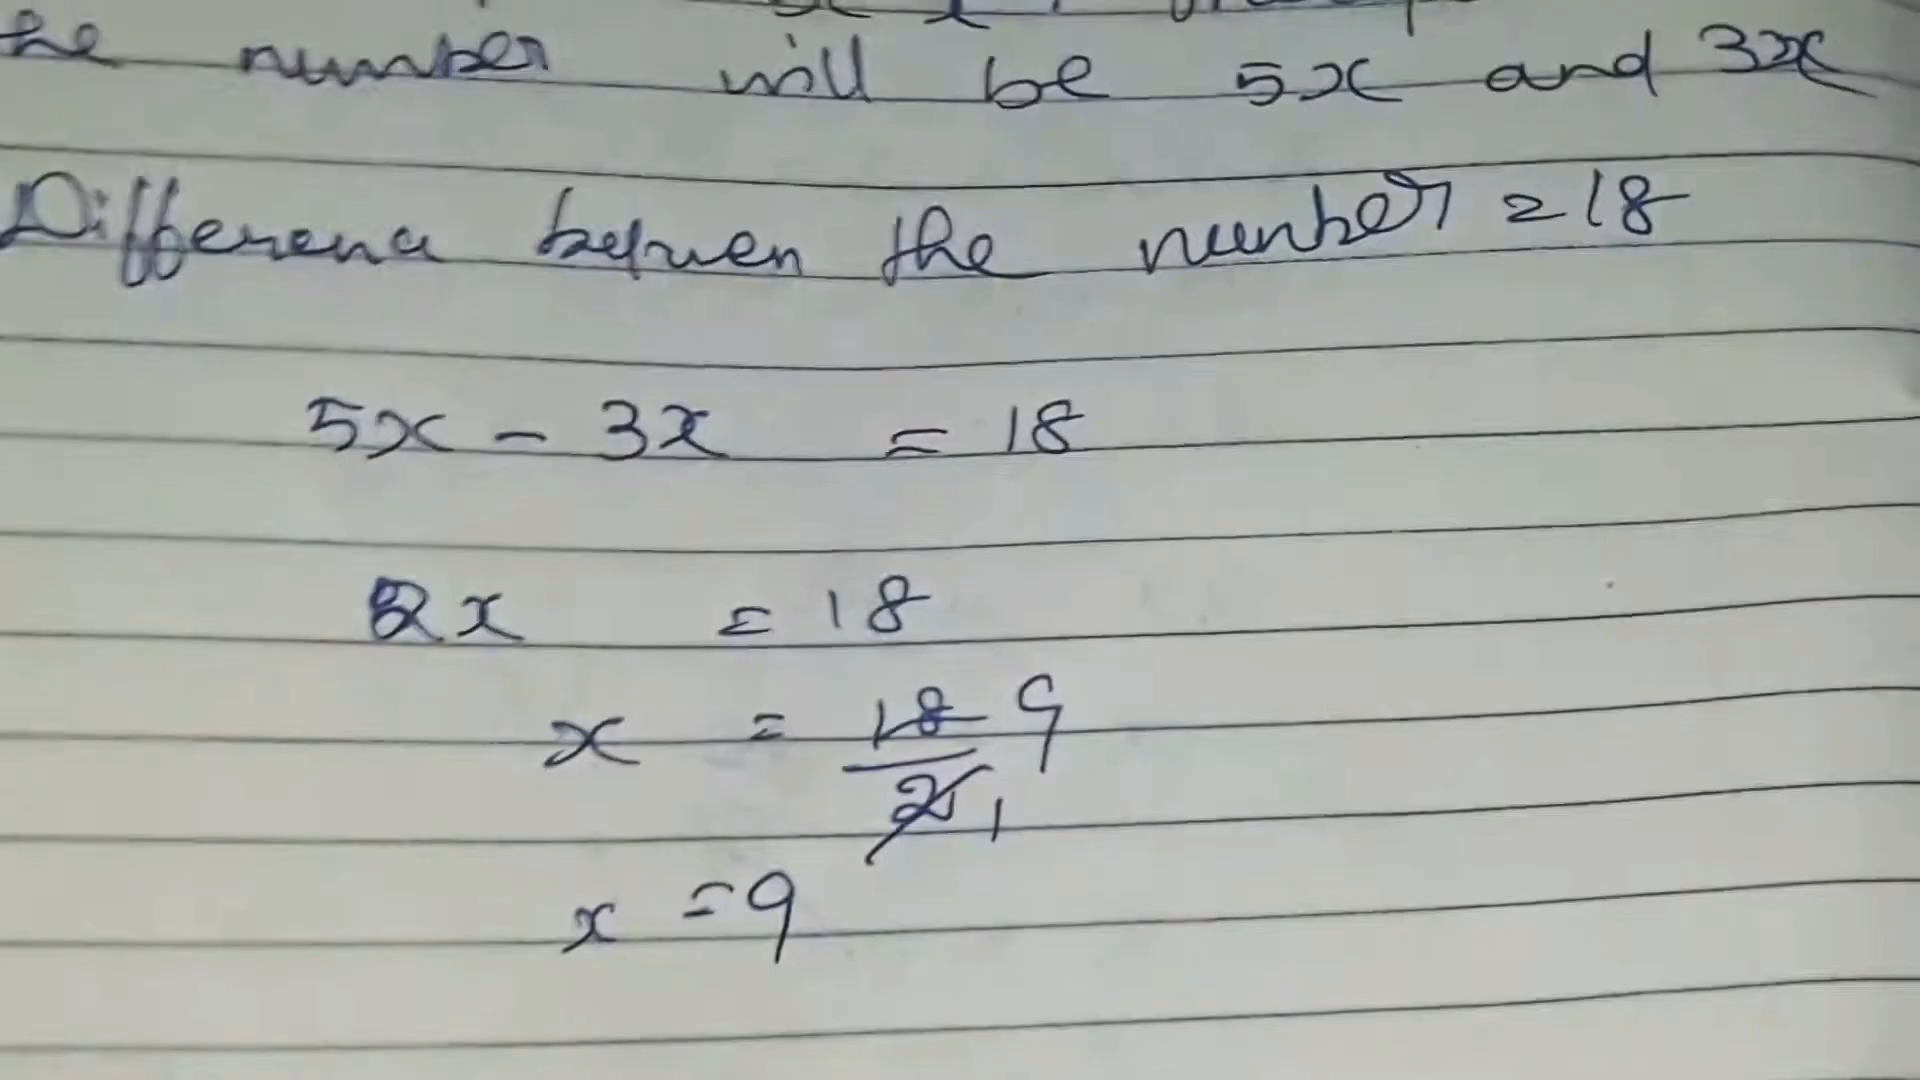 the number will be 5x and 3x
Difference between the number = 18
5x - 3x = 18
2x = 18
x = 18/2 9 1
x = 9